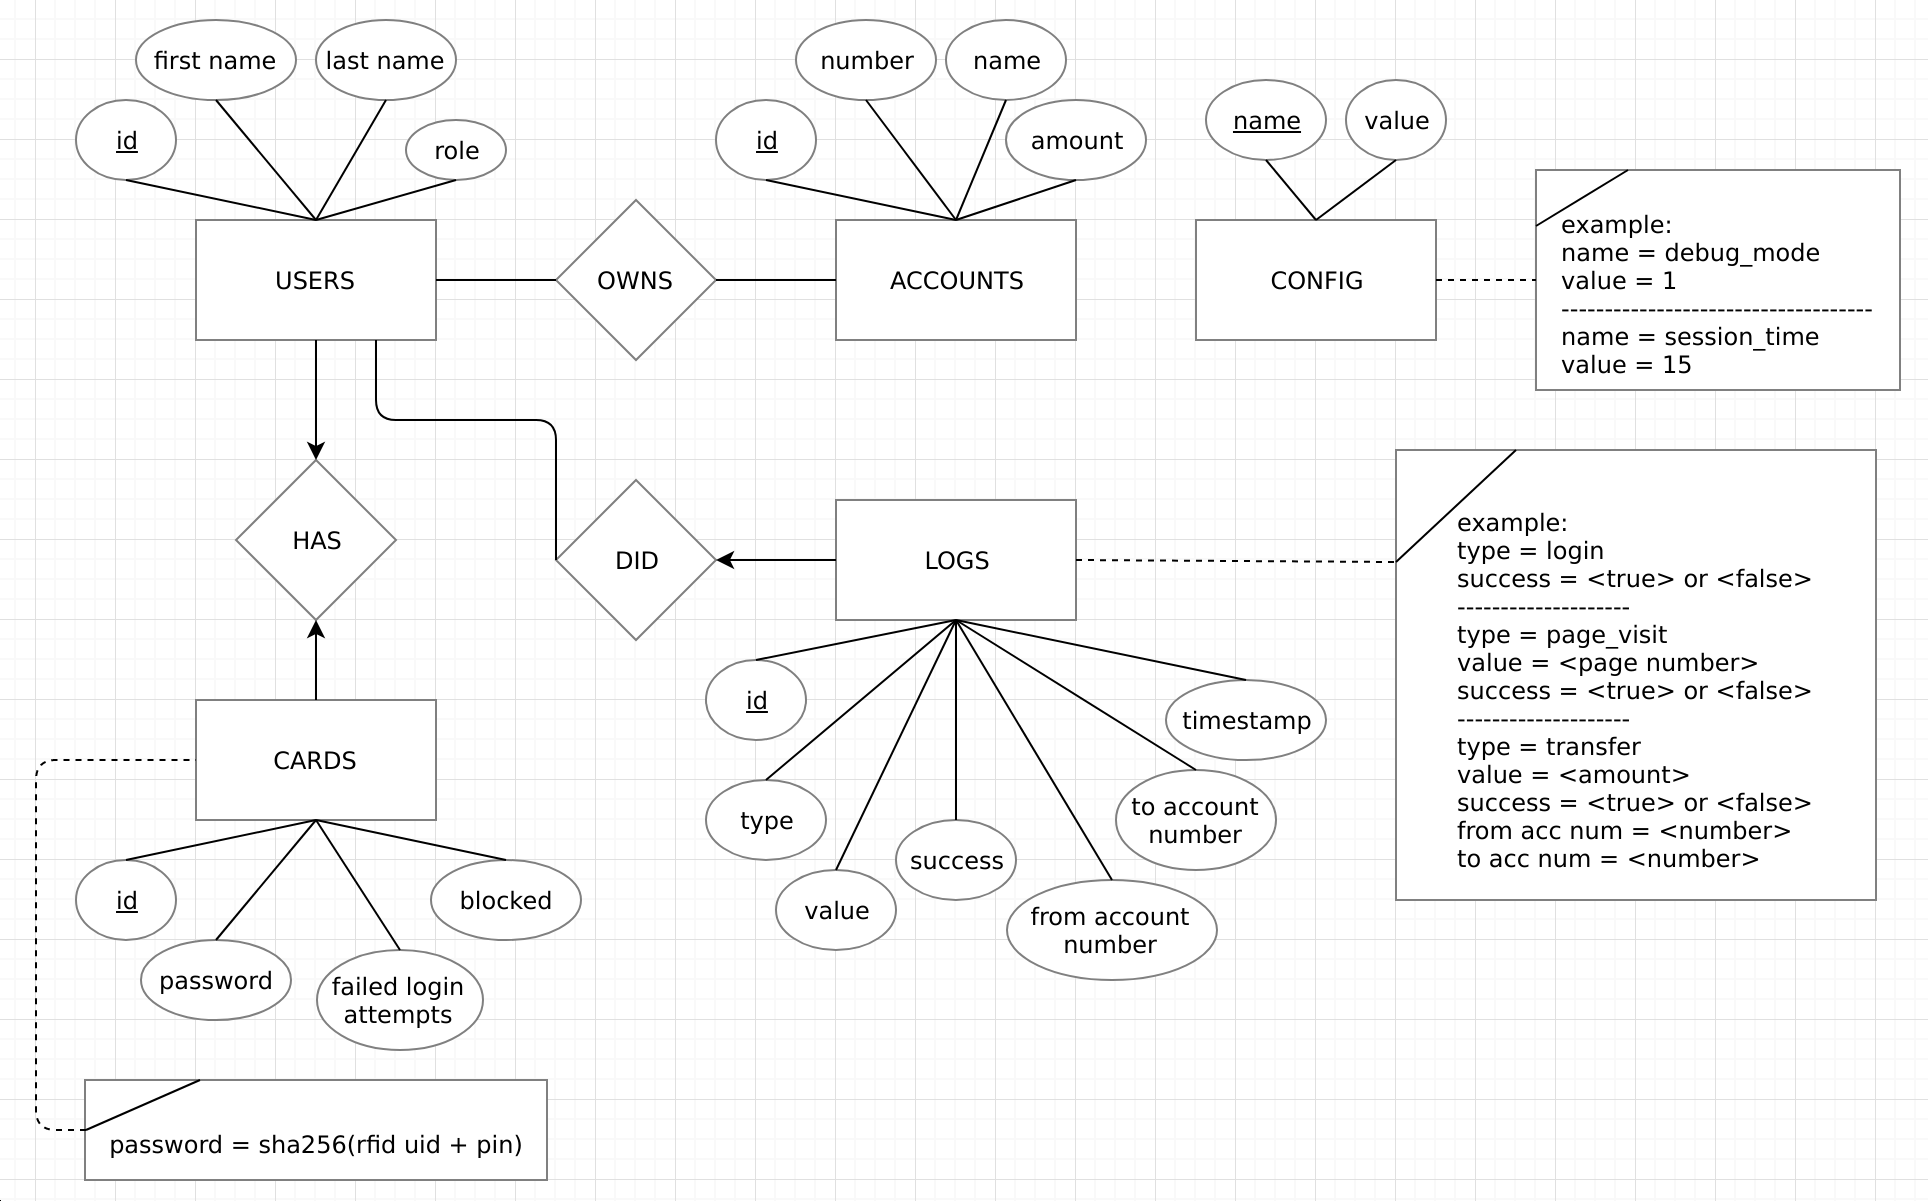 first name
last name
id
role
USERS
OWNS
number
name
id
amount
ACCOUNTS
name
value
CONFIG
example:
name = debug_mode
value = 1
-----------------------------------
name = session_time
value = 15
HAS
DID
LOGS
id
type
value
success
from account
number
to account
number
timestamp
example:
type = login
success = <true> or <false>
--------------------
type = page_visit
value = <page number>
success = <true> or <false>
--------------------
type = transfer
value = <amount>
success = <true> or <false>
from acc num = <number>
to acc num = <number>
CARDS
id
password
failed login
attempts
blocked
password = sha256(rfid uid + pin)